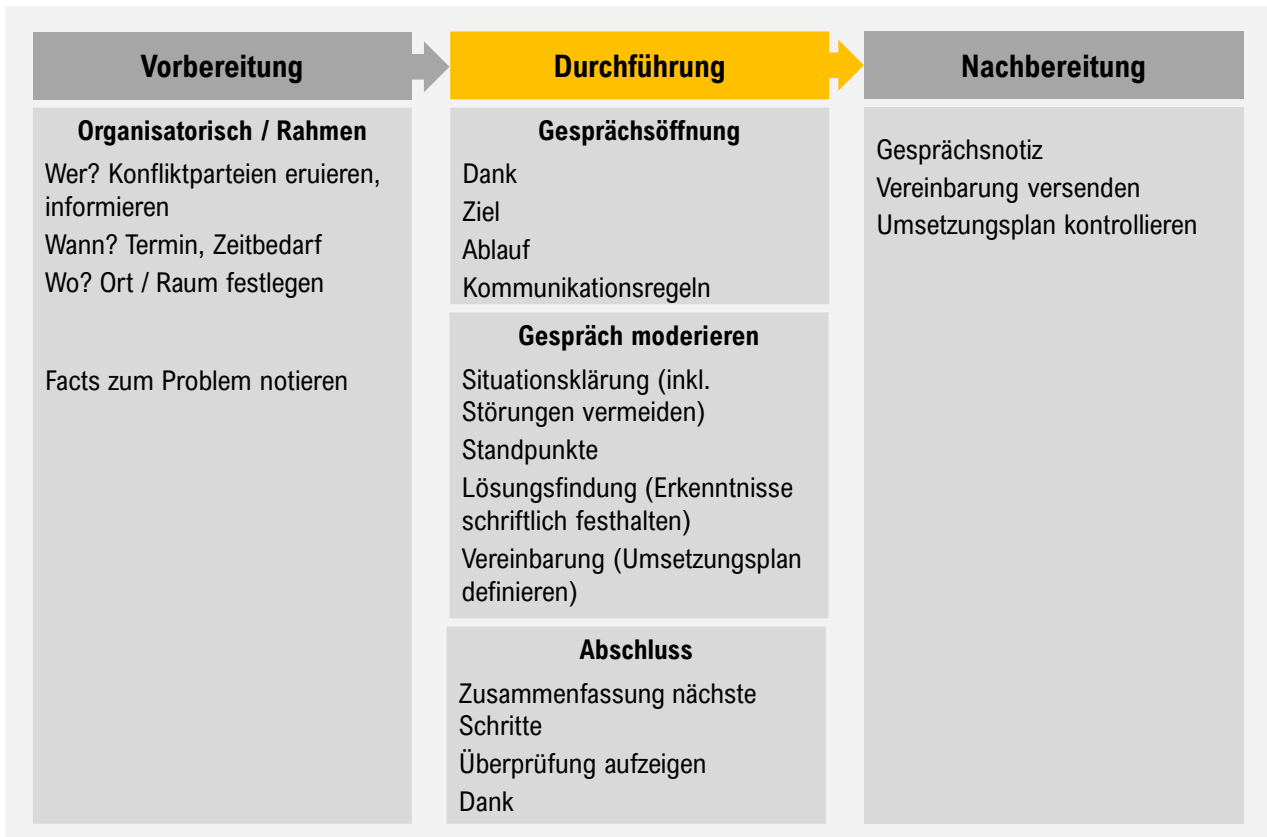 Vorbereitung
Organisatorisch / Rahmen
Wer? Konfliktparteien eruieren,
informieren
Wann? Termin, Zeitbedarf
Wo? Ort / Raum festlegen
Facts zum Problem notieren
Durchführung
Gesprächsöffnung
Dank
Ziel
Ablauf
Kommunikationsregeln
Gespräch moderieren
Situationsklärung (inkl.
Störungen vermeiden)
Standpunkte
Lösungsfindung (Erkenntnisse
schriftlich festhalten)
Vereinbarung (Umsetzungsplan
definieren)
Abschluss
Zusammenfassung nächste
Schritte
Überprüfung aufzeigen
Dank
Nachbereitung
Gesprächsnotiz
Vereinbarung versenden
Umsetzungsplan kontrollieren